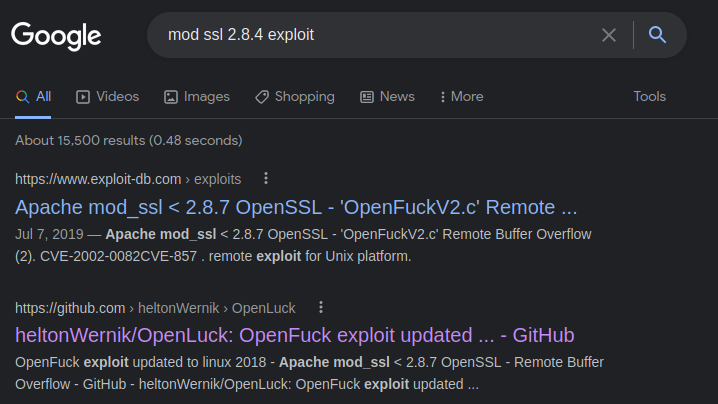 Google
mod ssl 2.8.4 exploit
All Videos Images Shopping News More Tools
About 15,500 results (0.48 seconds)
https://www.exploit-db.com › exploits
Apache mod_ssl < 2.8.7 OpenSSL - 'OpenFuckV2.c' Remote ...
Jul 7, 2019 — Apache mod_ssl < 2.8.7 OpenSSL - 'OpenFuckV2.c' Remote Buffer Overflow
(2). CVE-2002-0082CVE-857 . remote exploit for Unix platform.
https://github.com › heltonWernik › OpenLuck
heltonWernik/OpenLuck: OpenFuck exploit updated ... - GitHub
OpenFuck exploit updated to linux 2018 - Apache mod_ssl < 2.8.7 OpenSSL - Remote Buffer
Overflow - GitHub - heltonWernik/OpenLuck: OpenFuck exploit updated ...